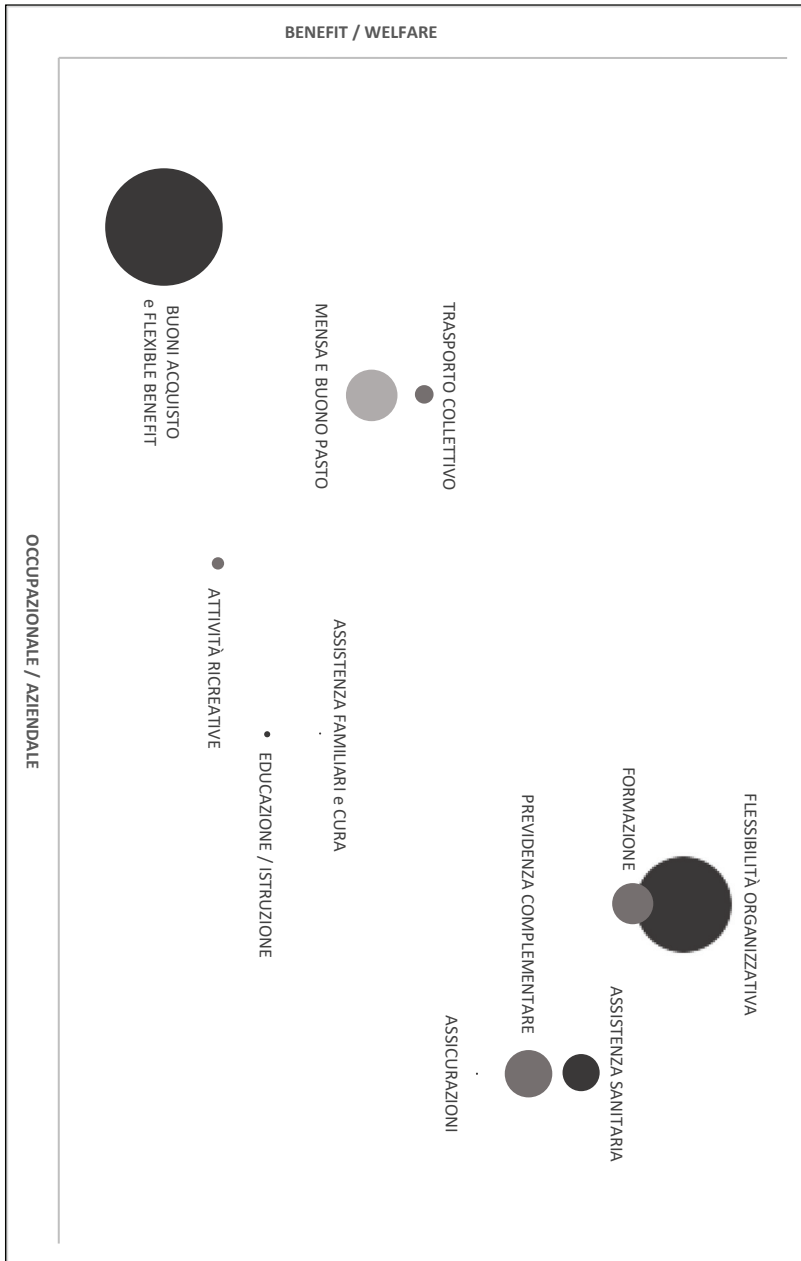 BENEFIT / WELFARE
FLESSIBILITÀ ORGANIZZATIVA
FORMAZIONE
ASSISTENZA SANITARIA
PREVIDENZA COMPLEMENTARE
TRASPORTO COLLETTIVO
ASSICURAZIONI
MENSA E BUONO PASTO
ASSISTENZA FAMILIARI e CURA
EDUCAZIONE / ISTRUZIONE
ATTIVITÀ RICREATIVE
BUONI ACQUISTO
e FLEXIBLE BENEFIT
OCCUPAZIONALE / AZIENDALE